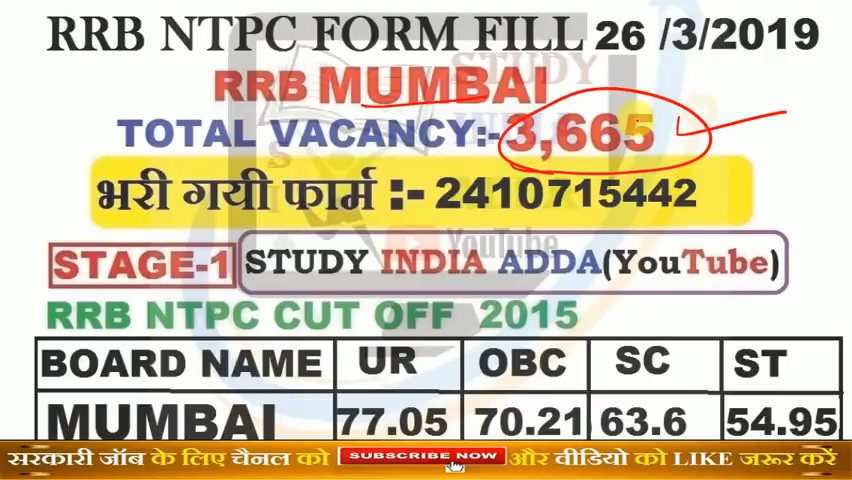 RRB NTPC FORM FILL 26 /3/2019
RRB MUMBAI
TOTAL VACANCY:- 3,665
भरी गयी फार्म :- 2410715442
STAGE-1 STUDY INDIA ADDA(YouTube)
RRB NTPC CUT OFF 2015
BOARD NAME UR OBC SC ST
MUMBAI 77.05 70.21 63.6 54.95
सरकारी जॉब के लिए चैनल को SUBSCRIBE NOW और वीडियो को LIKE जरूर करें
STUDY
YouTube